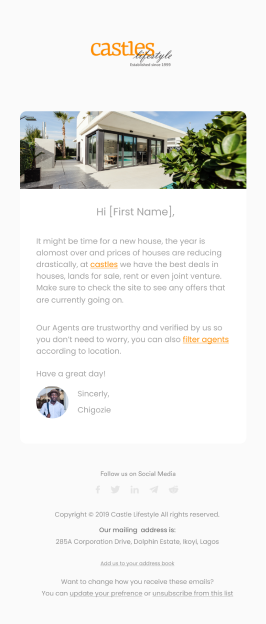 castles
lifestyle
Established since 1999
Hi [First Name],
It might be time for a new house, the year is
alomost over and prices of houses are reducing
drastically, at castles we have the best deals in
houses, lands for sale, rent or even joint venture.
Make sure to check the site to see any offers that
are currently going on.
Our Agents are trustworthy and verified by us so
you don't need to worry, you can also filter agents
according to location.
Have a great day!
Sincerly,
Chigozie
Follow us on Social Media
Copyright © 2019 Castle Lifestyle All rights reserved.
Our mailing address is:
285A Corporation Drive, Dolphin Estate, Ikoyi, Lagos
Add us to your address book
Want to change how you receive these emails?
You can update your prefrence or unsubscribe from this list